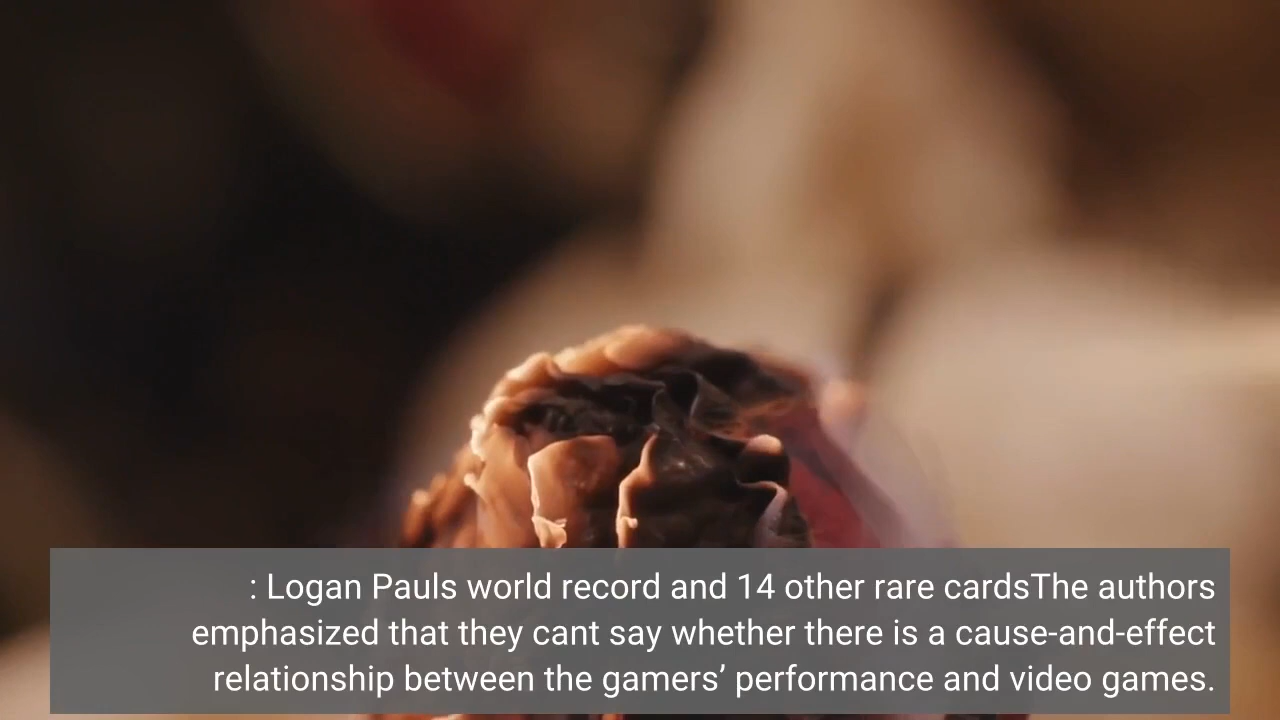 : Logan Pauls world record and 14 other rare cardsThe authors
emphasized that they cant say whether there is a cause-and-effect
relationship between the gamers’ performance and video games.